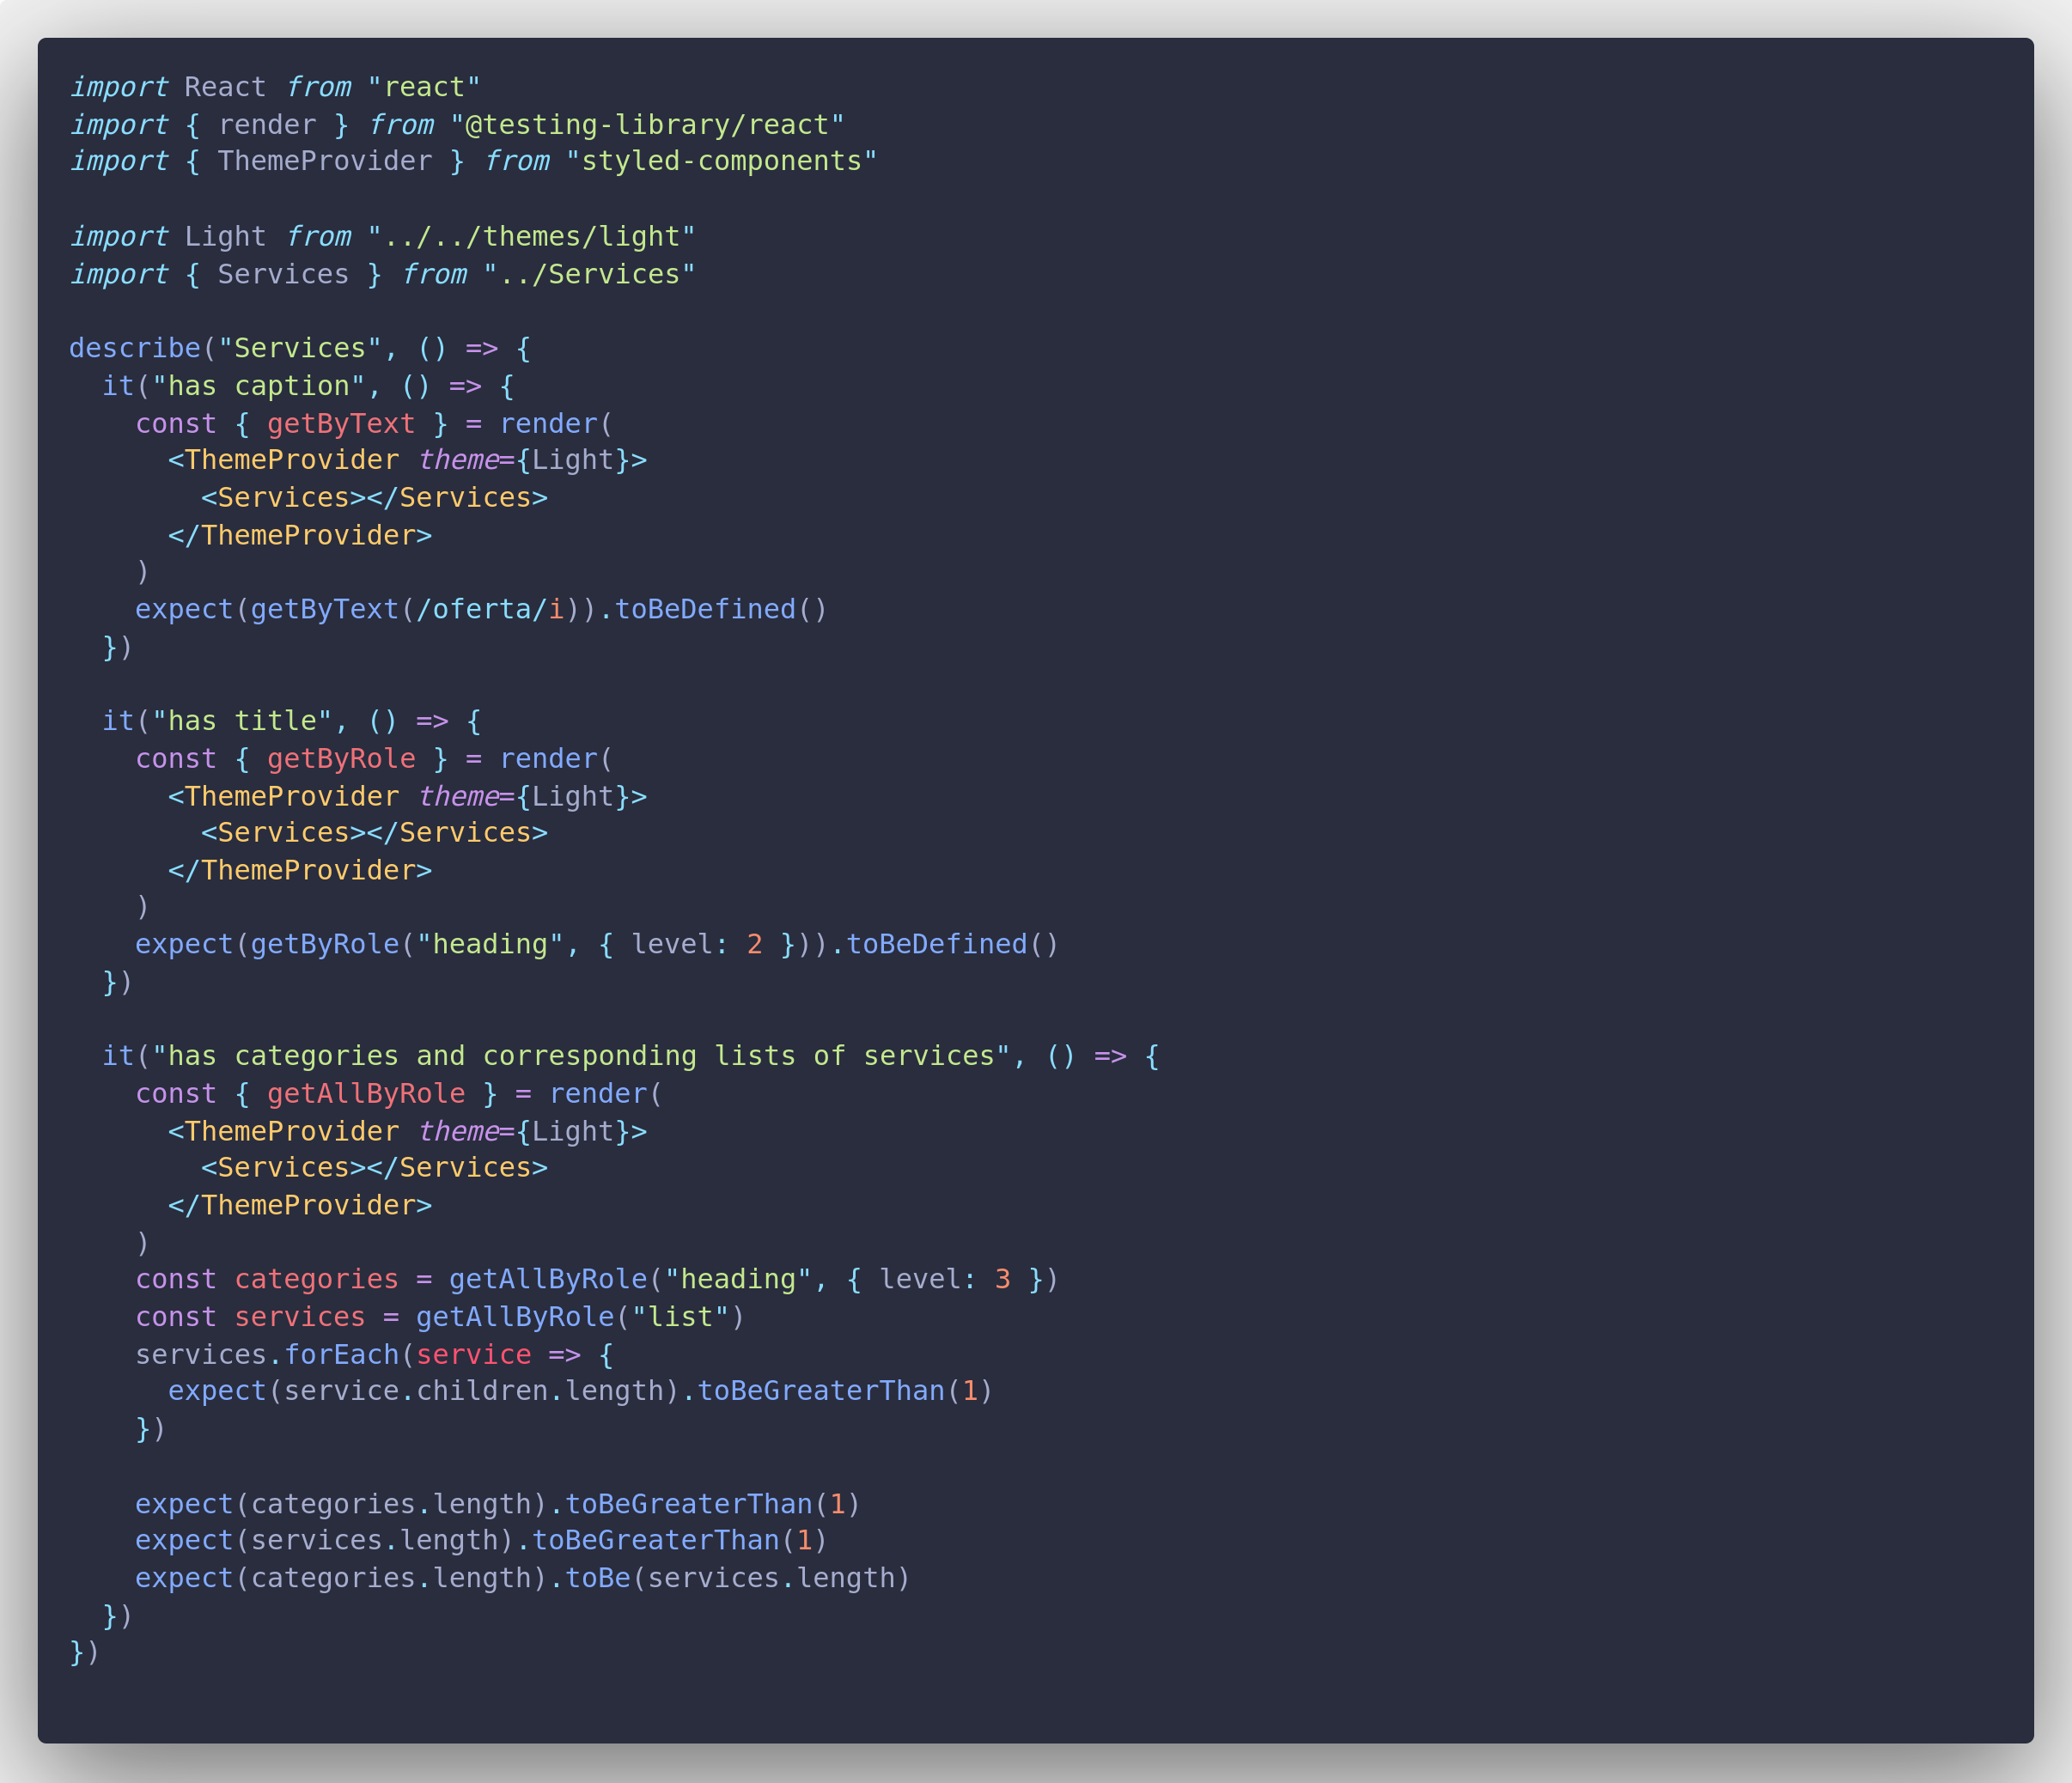 import React from "react"
import { render } from "@testing-library/react"
import { ThemeProvider } from "styled-components"

import Light from "../../themes/light"
import { Services } from "../Services"

describe("Services", () => {
  it("has caption", () => {
    const { getByText } = render(
      <ThemeProvider theme={Light}>
        <Services></Services>
      </ThemeProvider>
    )
    expect(getByText(/oferta/i)).toBeDefined()
  })

  it("has title", () => {
    const { getByRole } = render(
      <ThemeProvider theme={Light}>
        <Services></Services>
      </ThemeProvider>
    )
    expect(getByRole("heading", { level: 2 })).toBeDefined()
  })

  it("has categories and corresponding lists of services", () => {
    const { getAllByRole } = render(
      <ThemeProvider theme={Light}>
        <Services></Services>
      </ThemeProvider>
    )
    const categories = getAllByRole("heading", { level: 3 })
    const services = getAllByRole("list")
    services.forEach(service => {
      expect(service.children.length).toBeGreaterThan(1)
    })

    expect(categories.length).toBeGreaterThan(1)
    expect(services.length).toBeGreaterThan(1)
    expect(categories.length).toBe(services.length)
  })
})